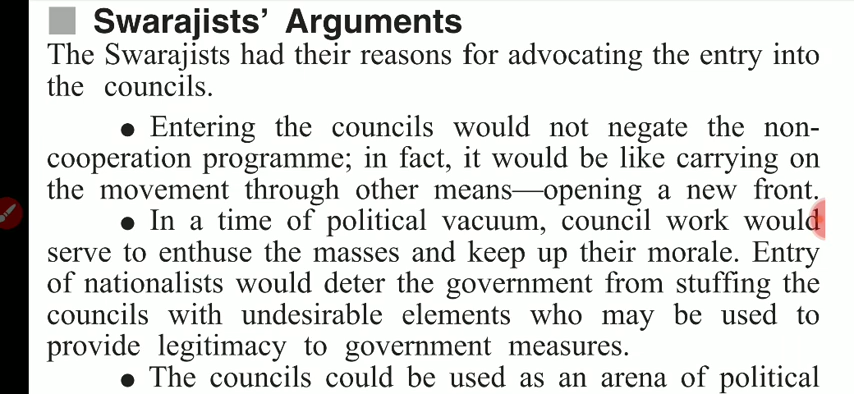 Swarajists' Arguments
The Swarajists had their reasons for advocating the entry into
the councils.
● Entering the councils would not negate the non-
cooperation programme; in fact, it would be like carrying on
the movement through other means—opening a new front.
● In a time of political vacuum, council work would
serve to enthuse the masses and keep up their morale. Entry
of nationalists would deter the government from stuffing the
councils with undesirable elements who may be used to
provide legitimacy to government measures.
● The councils could be used as an arena of political